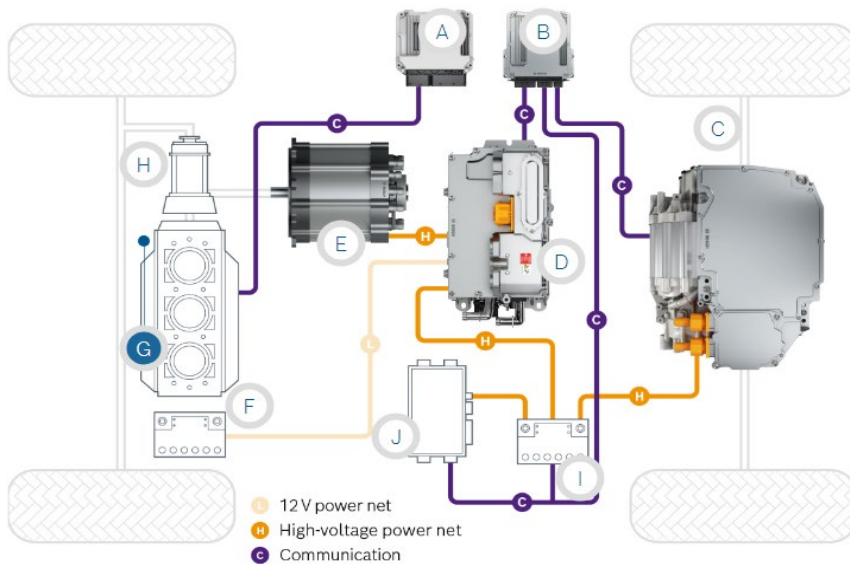 A
B
C
C
C
H
C
E
H
D
L
G
C
H
H
F
J
I
C
L 12 V power net
H High-voltage power net
C Communication